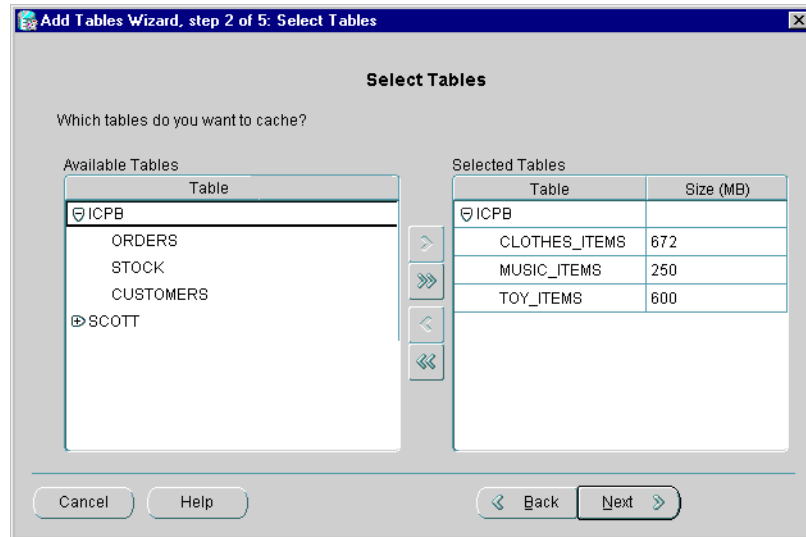 Add Tables Wizard, step 2 of 5: Select Tables
Select Tables
Which tables do you want to cache?
Available Tables
Table
ICPB
ORDERS
STOCK
CUSTOMERS
SCOTT
Selected Tables
Table Size (MB)
ICPB
CLOTHES_ITEMS 672
MUSIC_ITEMS 250
TOY_ITEMS 600
Cancel Help Back Next